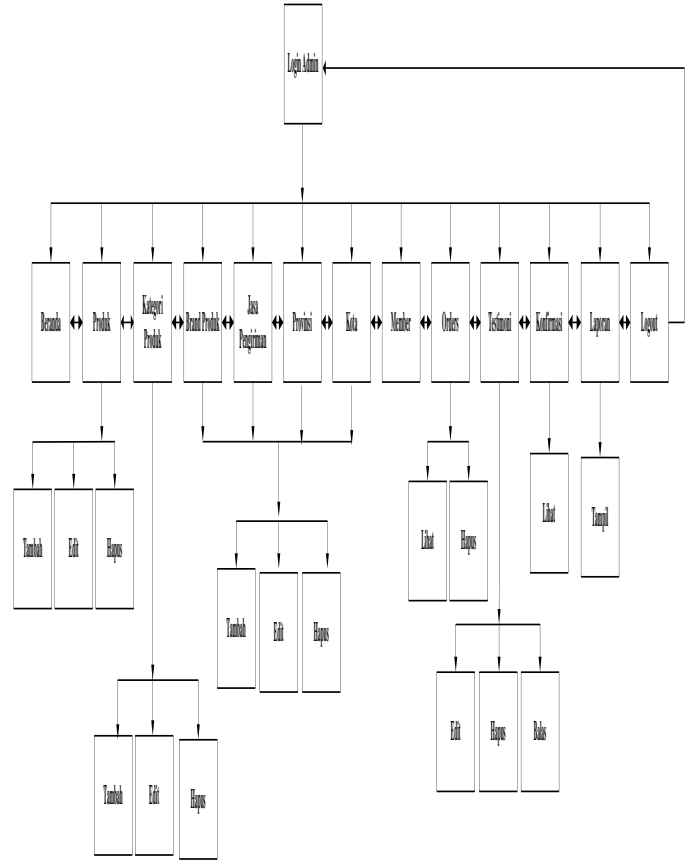 Login Admin
Beranda
Produk
Kategori
Produk
Brand Produk
Jasa
Pengiriman
Provinsi
Kota
Member
Orders
Testimoni
Konfirmasi
Laporan
Logout
Tambah
Edit
Hapus
Tambah
Edit
Hapus
Lihat
Hapus
Lihat
Tampil
Tambah
Edit
Hapus
Edit
Hapus
Balas